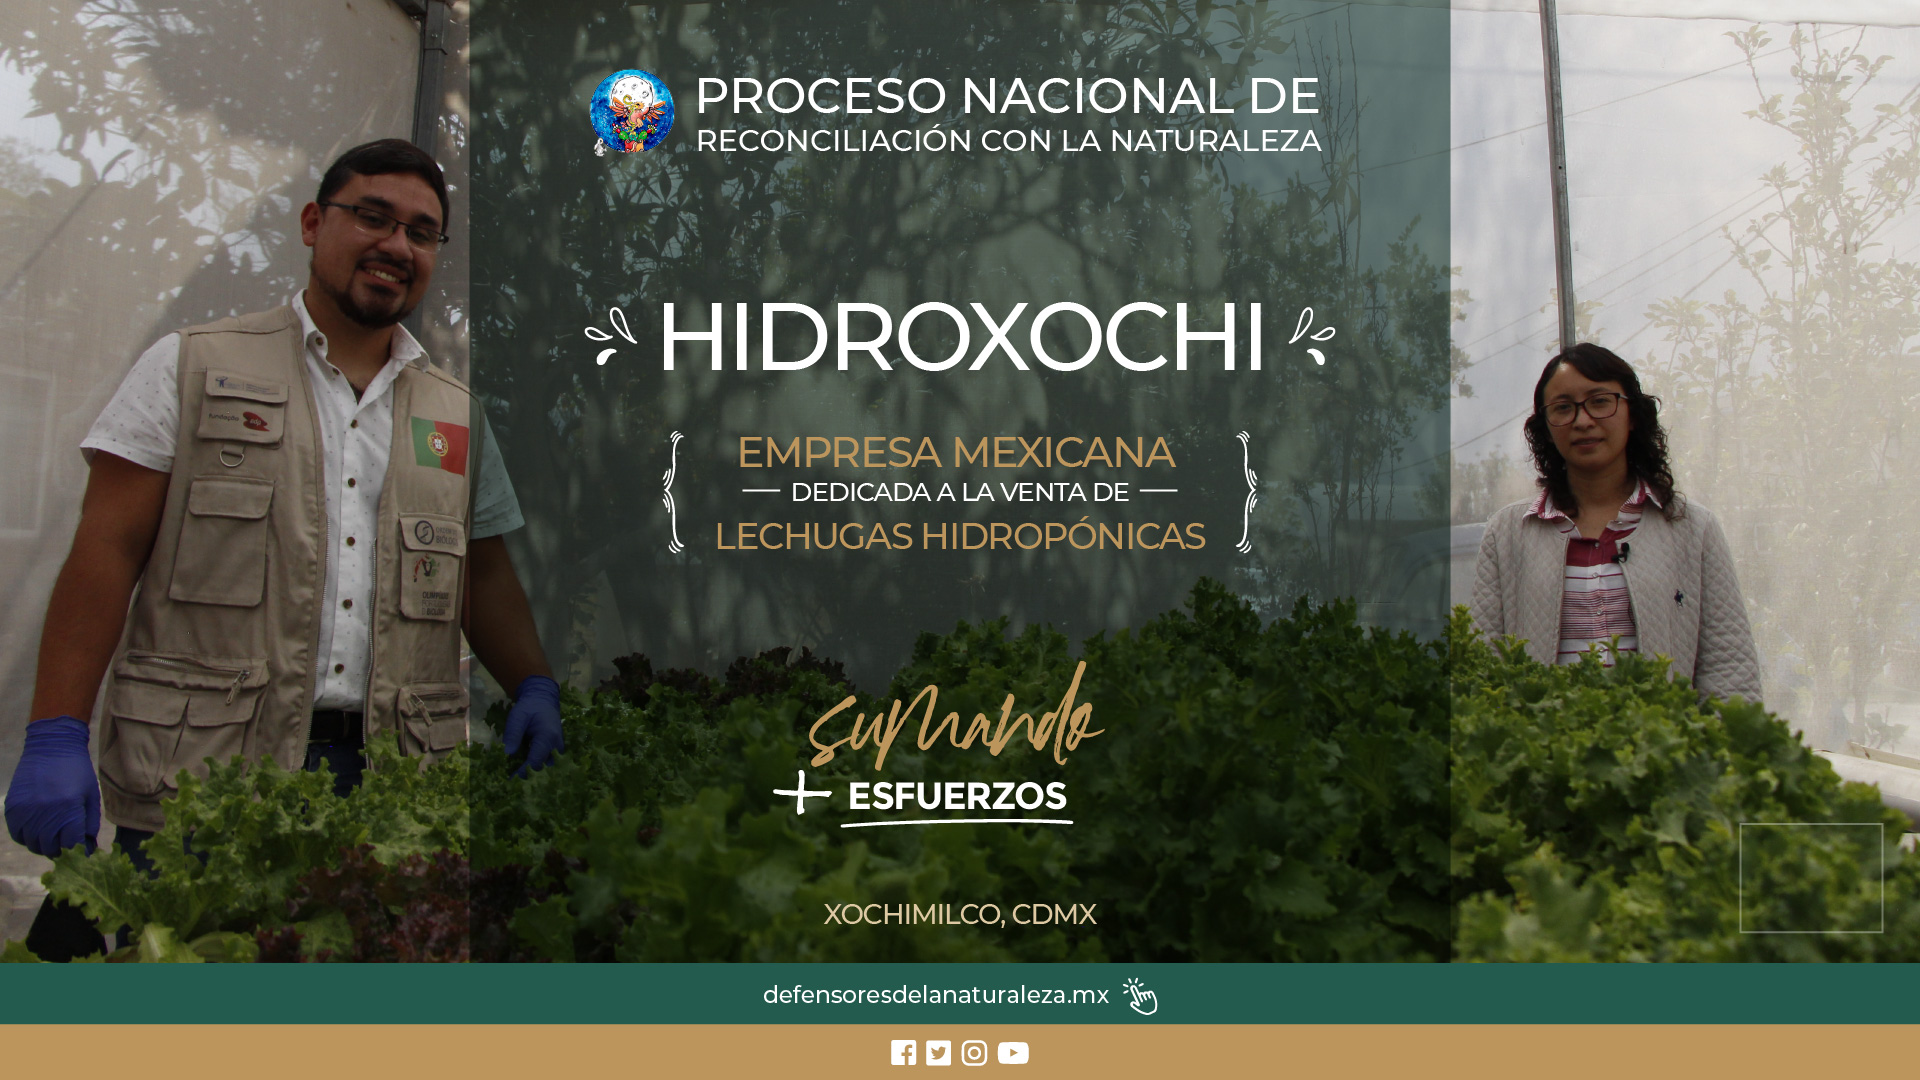 PROCESO NACIONAL DE
RECONCILIACIÓN CON LA NATURALEZA
HIDROXOCHI
EMPRESA MEXICANA
DEDICADA A LA VENTA DE
LECHUGAS HIDROPÓNICAS
sumando
+ ESFUERZOS
XOCHIMILCO, CDMX
defensoresdelanaturaleza.mx